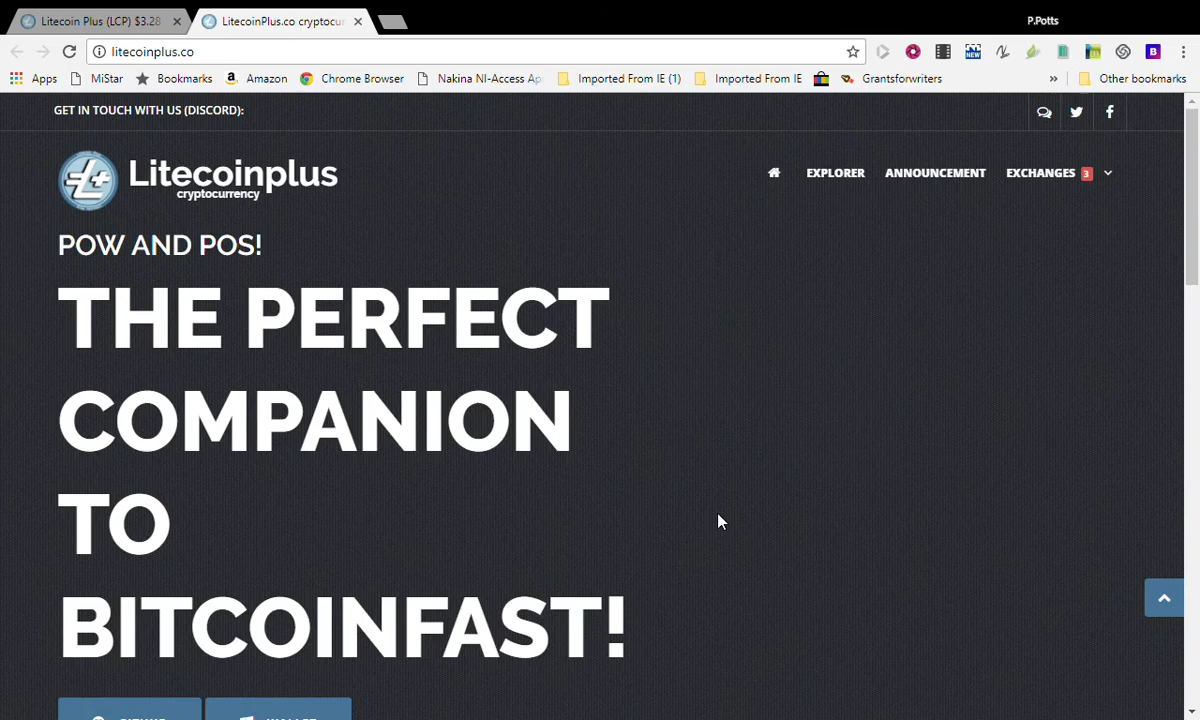 Litecoin Plus (LCP) $3.28
LitecoinPlus.co cryptocur
P.Potts
litecoinplus.co
NEW
B
Apps
MiStar
Bookmarks
Amazon
Chrome Browser
Nakina NI-Access Ap
Imported From IE (1)
Imported From IE
Grantsforwriters
»
Other bookmarks
GET IN TOUCH WITH US (DISCORD):
Litecoinplus
cryptocurrency
EXPLORER
ANNOUNCEMENT
EXCHANGES 3
POW AND POS!
THE PERFECT
COMPANION
TO
BITCOINFAST!